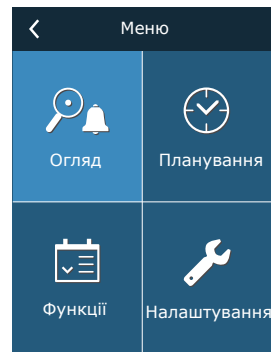 Меню
Огляд
Планування
Функції
Налаштування